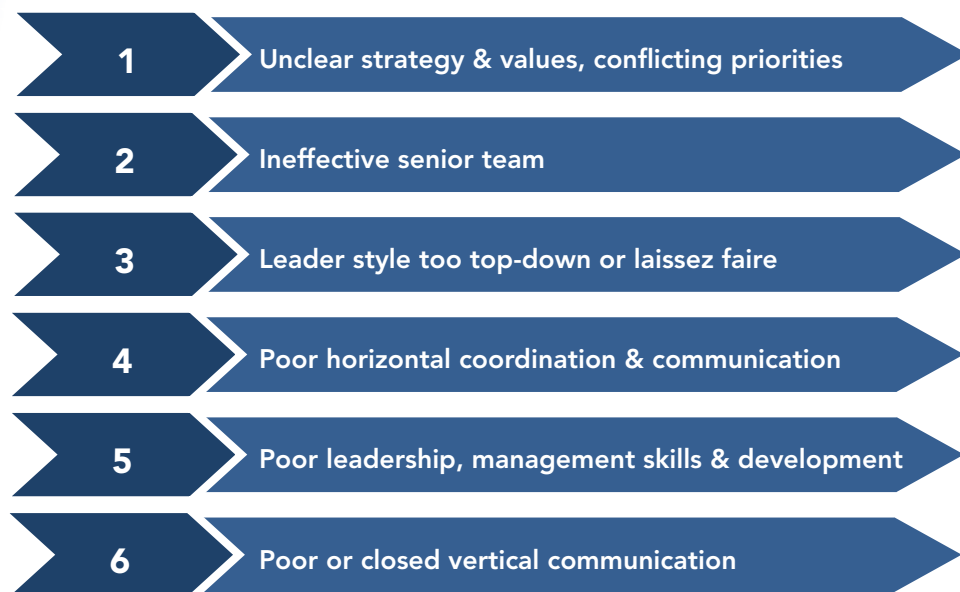 1 Unclear strategy & values, conflicting priorities
2 Ineffective senior team
3 Leader style too top-down or laissez faire
4 Poor horizontal coordination & communication
5 Poor leadership, management skills & development
6 Poor or closed vertical communication